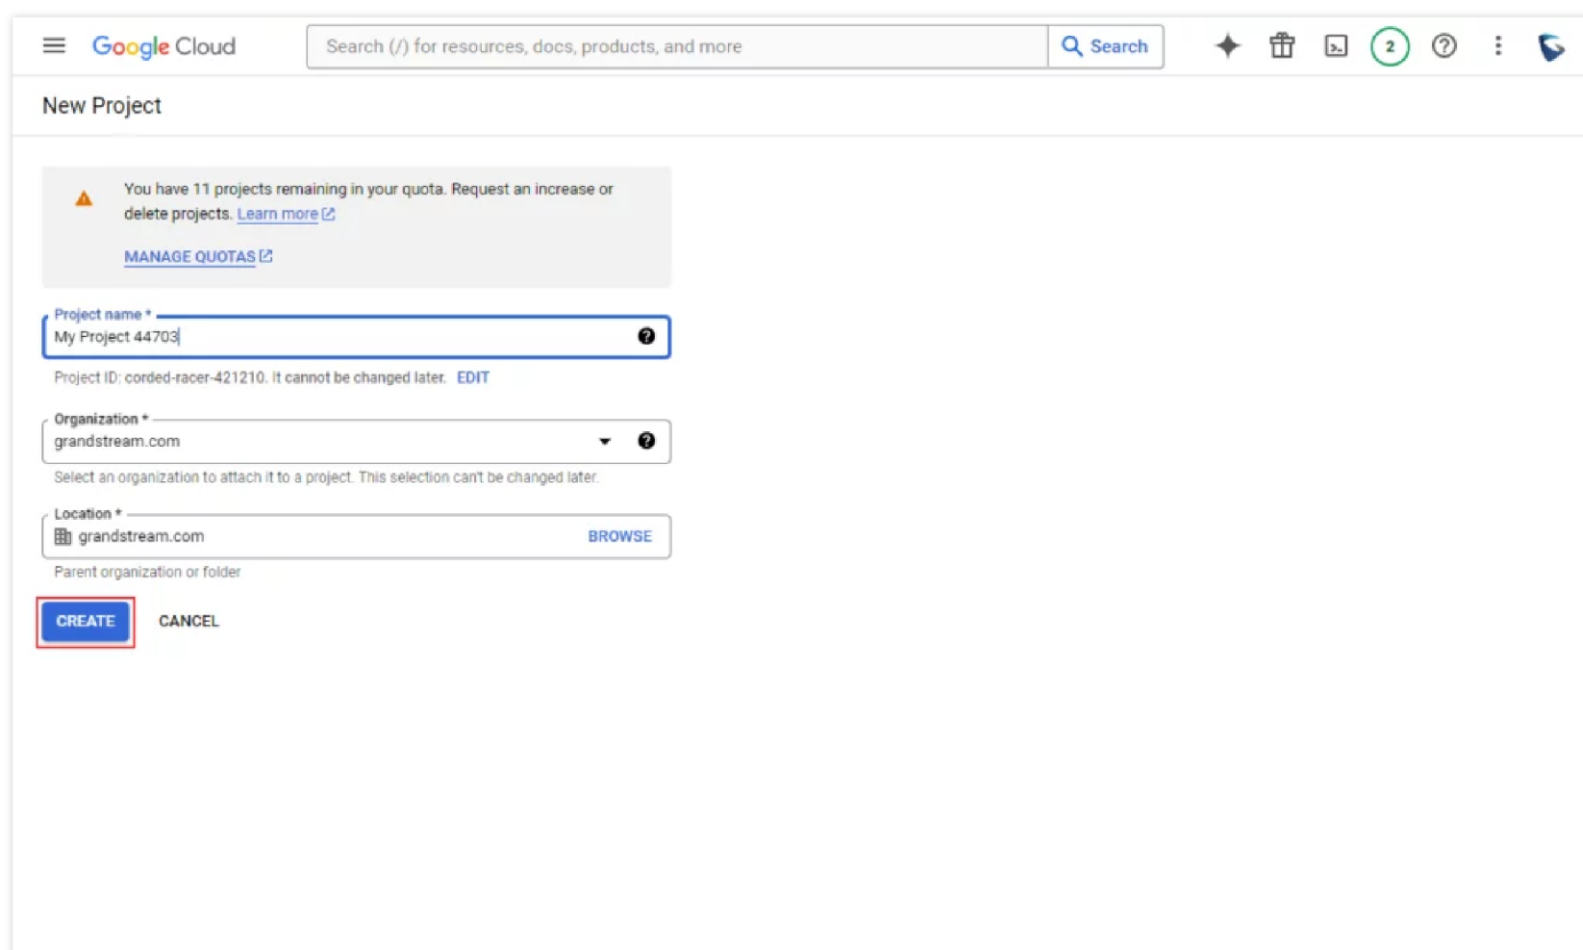 Google Cloud
Search (/) for resources, docs, products, and more
Search
2
New Project
You have 11 projects remaining in your quota. Request an increase or
delete projects. Learn more
MANAGE QUOTAS
Project name *
My Project 44703
Project ID: corded-racer-421210. It cannot be changed later. EDIT
Organization *
grandstream.com
Select an organization to attach it to a project. This selection can't be changed later.
Location *
grandstream.com BROWSE
Parent organization or folder
CREATE CANCEL